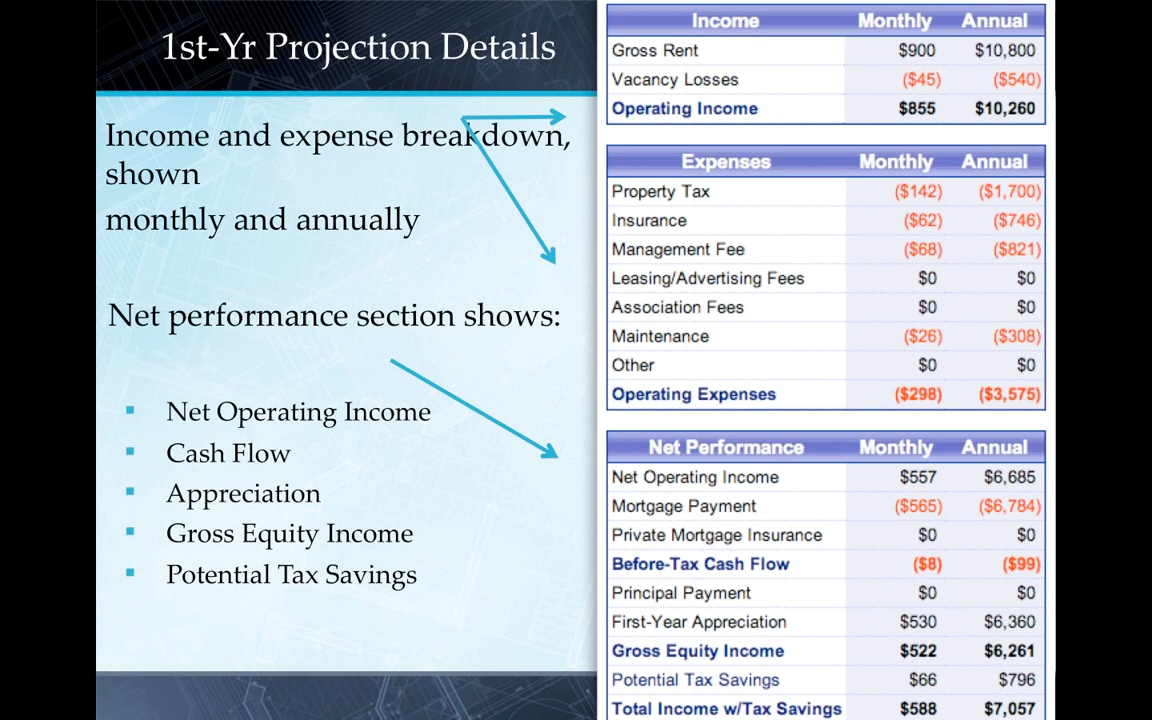 1st-Yr Projection Details
Income and expense breakdown,
shown
monthly and annually
Net performance section shows:
▪ Net Operating Income
▪ Cash Flow
▪ Appreciation
▪ Gross Equity Income
▪ Potential Tax Savings
Income Monthly Annual
Gross Rent $900 $10,800
Vacancy Losses ($45) ($540)
Operating Income $855 $10,260
Expenses Monthly Annual
Property Tax ($142) ($1,700)
Insurance ($62) ($746)
Management Fee ($68) ($821)
Leasing/Advertising Fees $0 $0
Association Fees $0 $0
Maintenance ($26) ($308)
Other $0 $0
Operating Expenses ($298) ($3,575)
Net Performance Monthly Annual
Net Operating Income $557 $6,685
Mortgage Payment ($565) ($6,784)
Private Mortgage Insurance $0 $0
Before-Tax Cash Flow ($8) ($99)
Principal Payment $0 $0
First-Year Appreciation $530 $6,360
Gross Equity Income $522 $6,261
Potential Tax Savings $66 $796
Total Income w/Tax Savings $588 $7,057